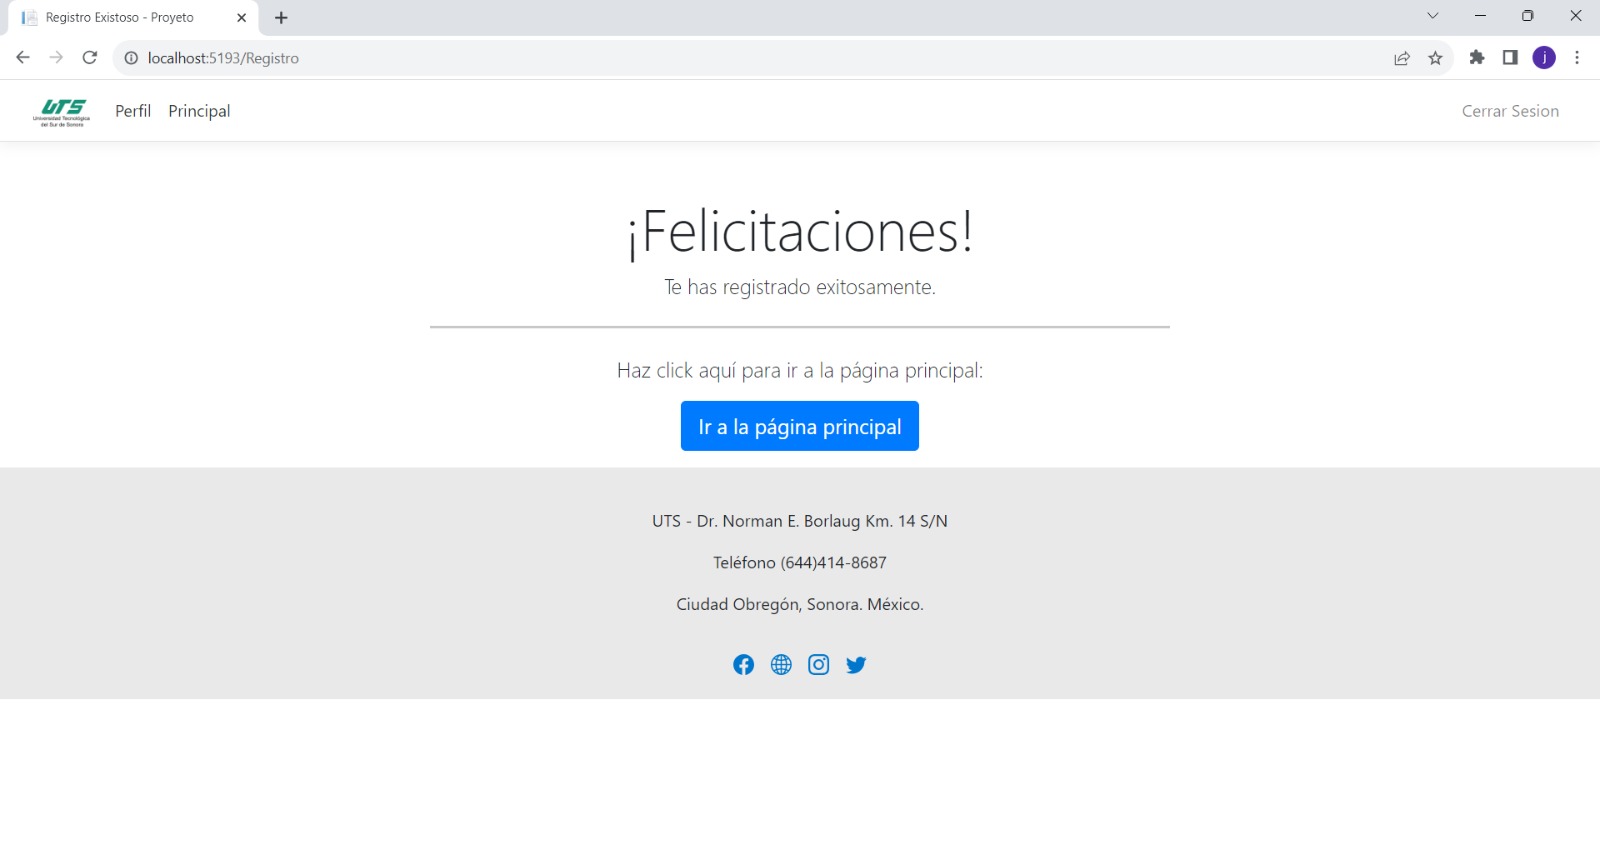 Registro Existoso - Proyeto
localhost:5193/Registro
j
UTS
Universidad Tecnológica
del Sur de Sonora
Perfil
Principal
Cerrar Sesion
¡Felicitaciones!
Te has registrado exitosamente.
Haz click aquí para ir a la página principal:
Ir a la página principal
UTS - Dr. Norman E. Borlaug Km. 14 S/N
Teléfono (644)414-8687
Ciudad Obregón, Sonora. México.